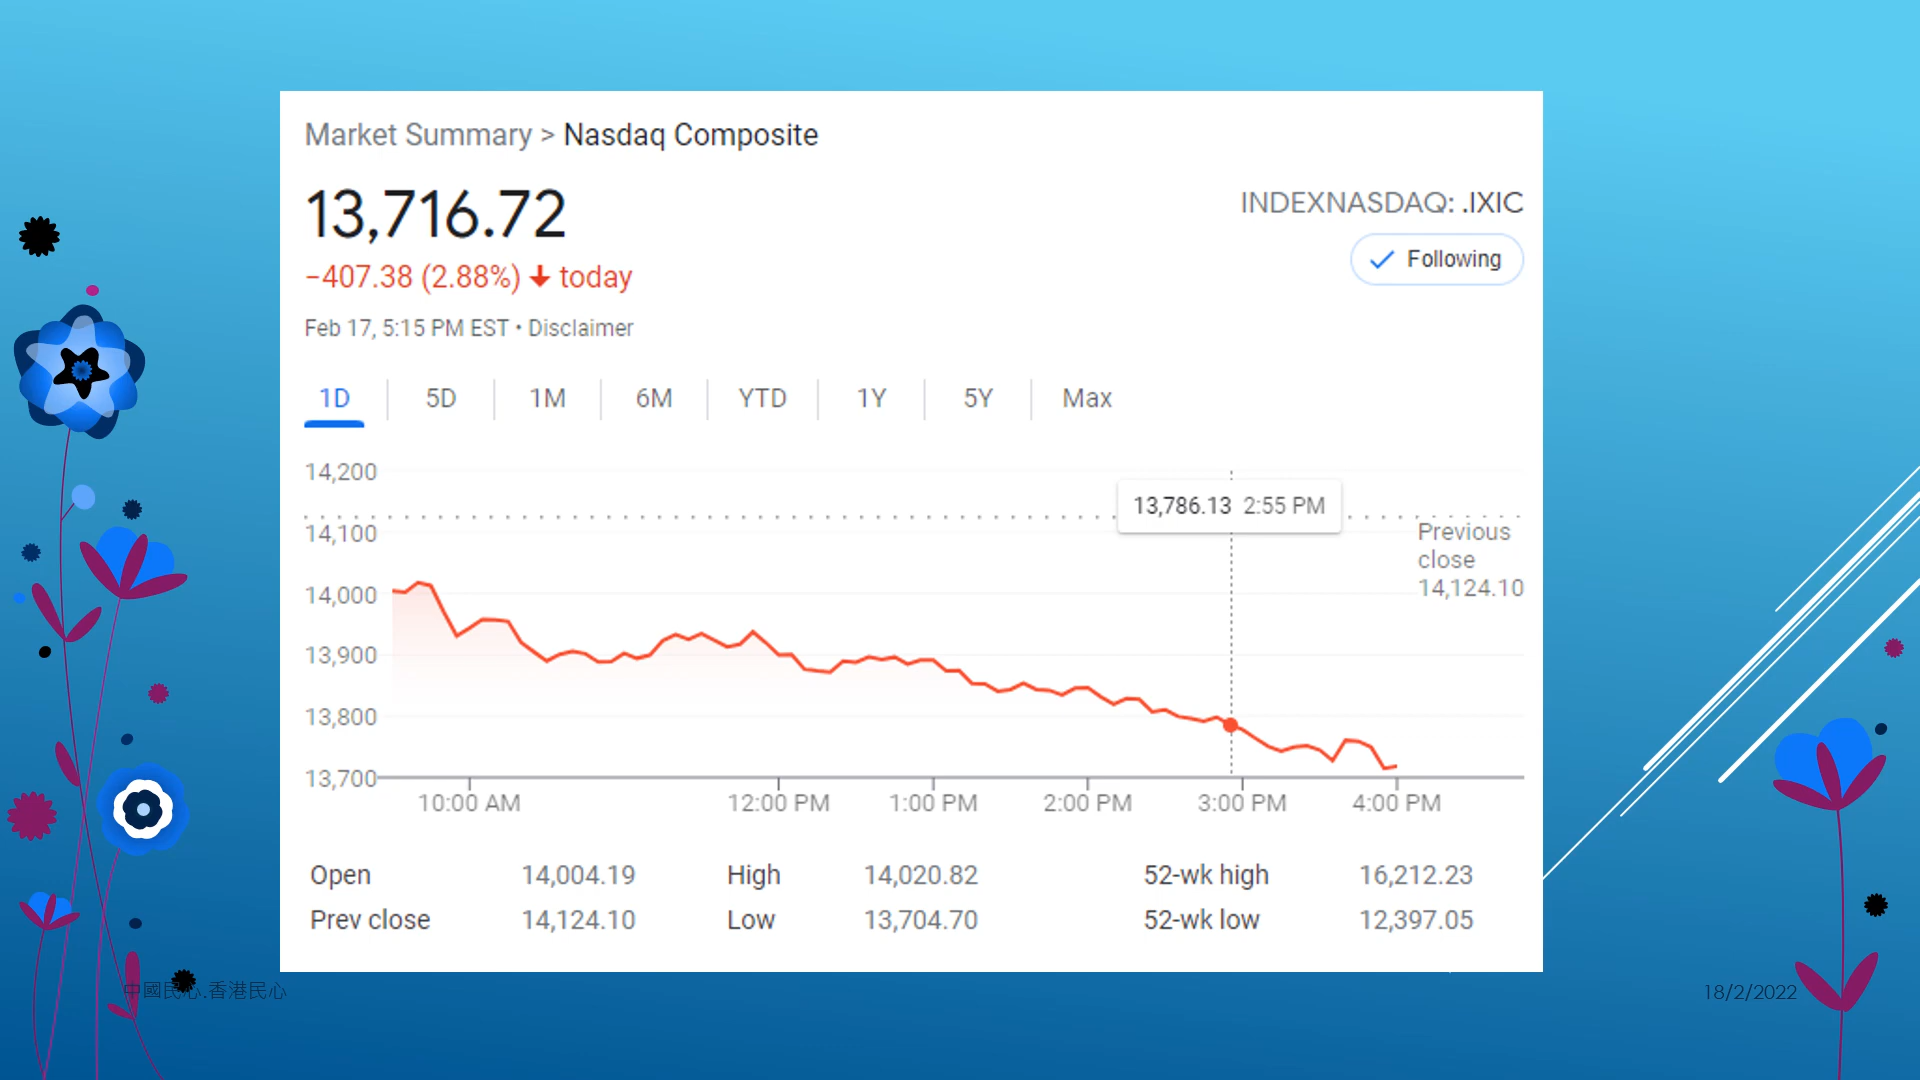 Market Summary > Nasdaq Composite
13,716.72
INDEXNASDAQ: .IXIC
−407.38 (2.88%) ↓ today
Following
Feb 17, 5:15 PM EST • Disclaimer
1D 5D 1M 6M YTD 1Y 5Y Max
14,200
13,786.13 2:55 PM
14,100
Previous
close
14,124.10
14,000
13,900
13,800
13,700
10:00 AM 12:00 PM 1:00 PM 2:00 PM 3:00 PM 4:00 PM
Open 14,004.19 High 14,020.82 52-wk high 16,212.23
Prev close 14,124.10 Low 13,704.70 52-wk low 12,397.05
中國民心.香港民心
18/2/2022